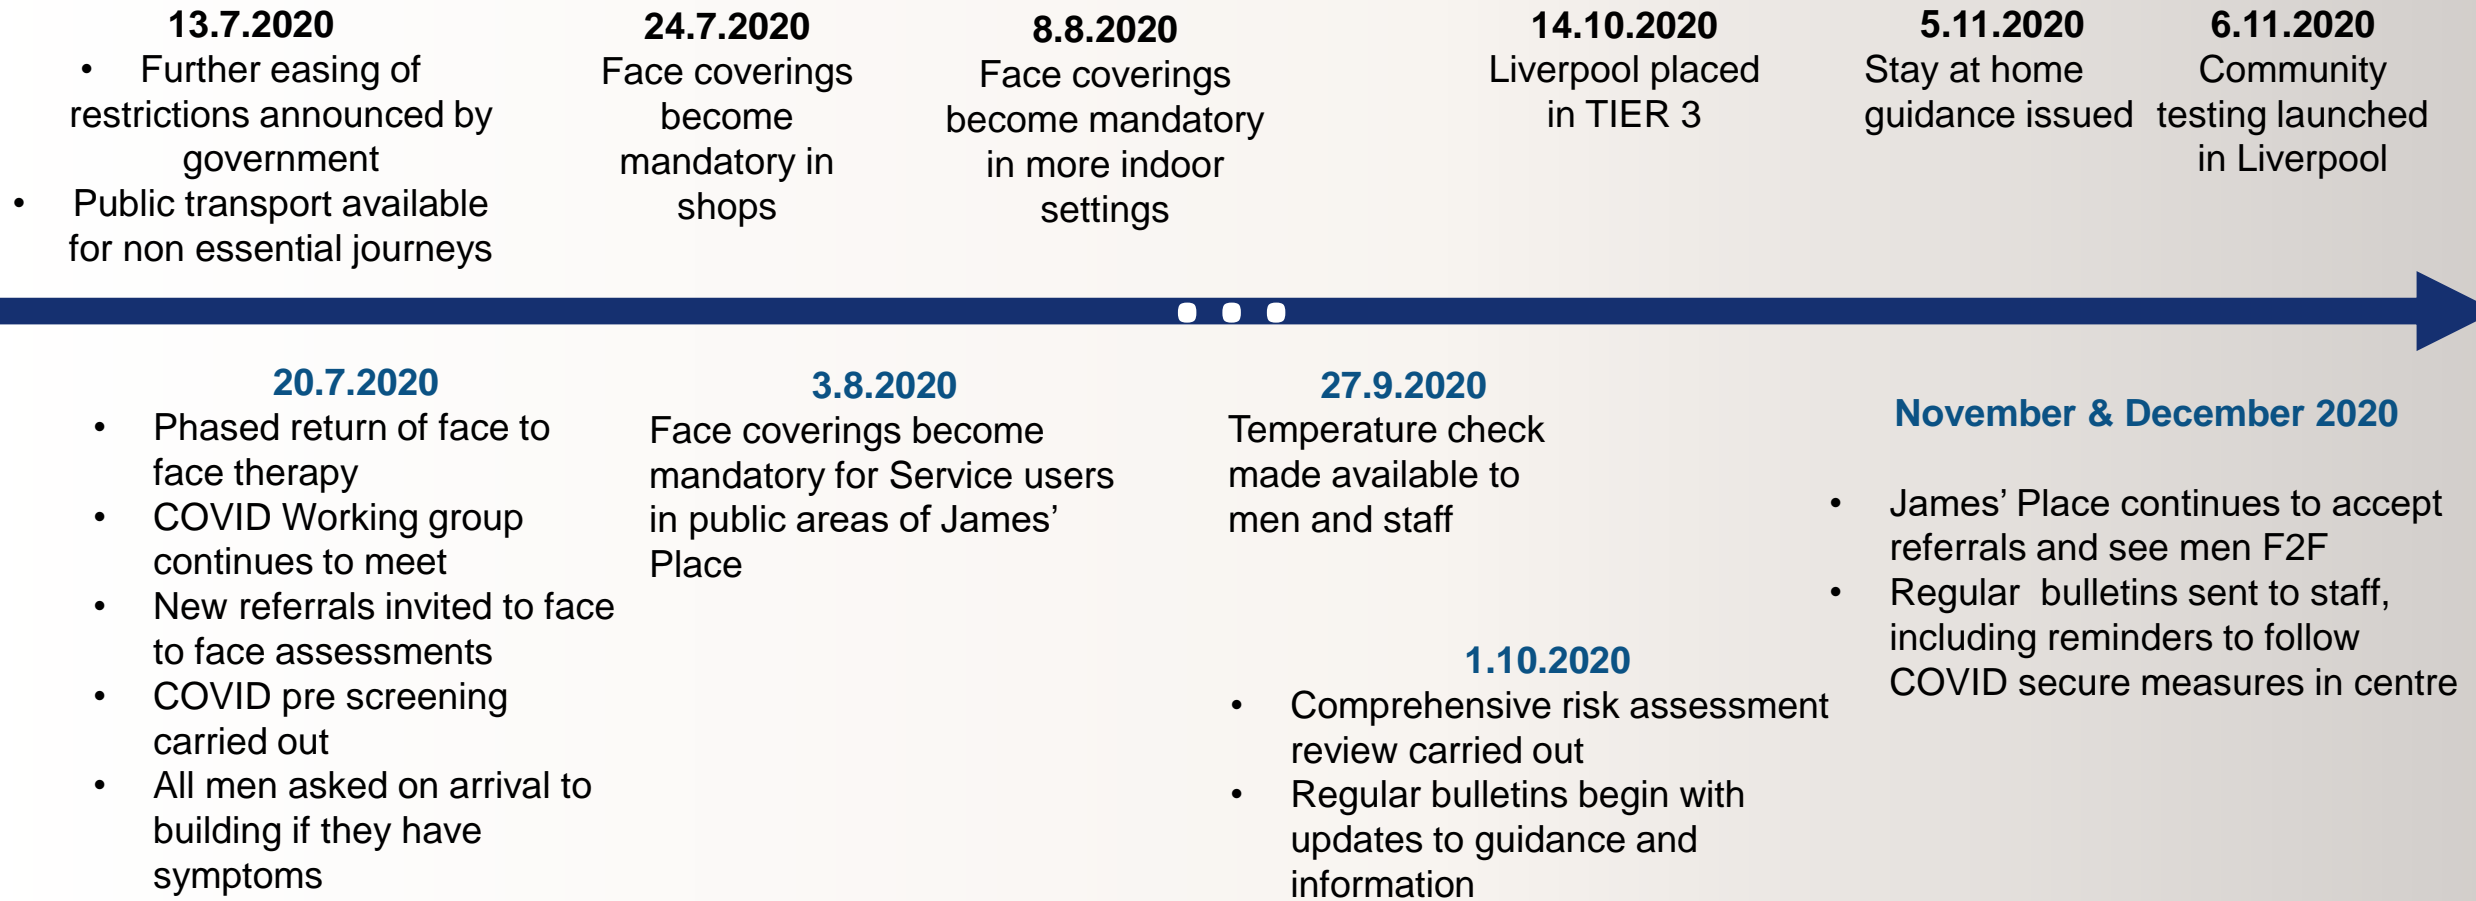 13.7.2020
• Further easing of
restrictions announced by
government
• Public transport available
for non essential journeys
24.7.2020
Face coverings
become
mandatory in
shops
8.8.2020
Face coverings
become mandatory
in more indoor
settings
14.10.2020
Liverpool placed
in TIER 3
5.11.2020
Stay at home
guidance issued
6.11.2020
Community
testing launched
in Liverpool
20.7.2020
• Phased return of face to
face therapy
• COVID Working group
continues to meet
• New referrals invited to face
to face assessments
• COVID pre screening
carried out
• All men asked on arrival to
building if they have
symptoms
3.8.2020
Face coverings become
mandatory for Service users
in public areas of James’
Place
27.9.2020
Temperature check
made available to
men and staff
1.10.2020
• Comprehensive risk assessment
review carried out
• Regular bulletins begin with
updates to guidance and
information
November & December 2020
• James’ Place continues to accept
referrals and see men F2F
• Regular  bulletins sent to staff,
including reminders to follow
COVID secure measures in centre